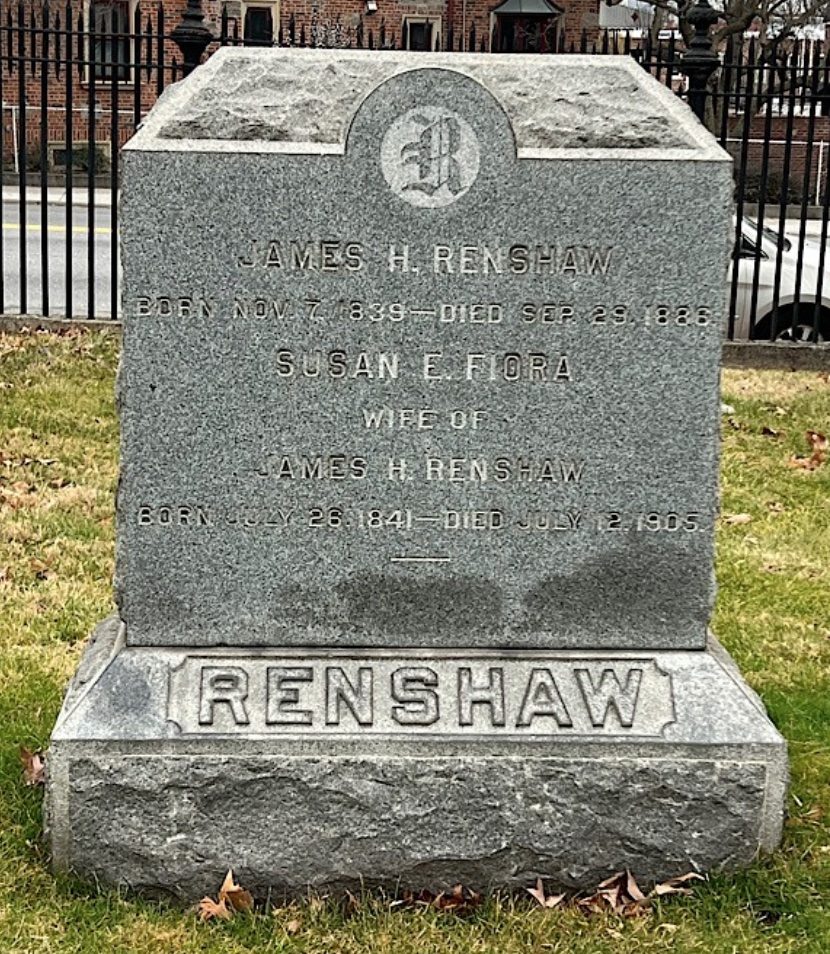 R
JAMES H. RENSHAW
BORN NOV. 7, 1839—DIED SEP. 29, 1886
SUSAN E. FIORA
WIFE OF
JAMES H. RENSHAW
BORN JULY 26, 1841—DIED JULY 12, 1905.
RENSHAW